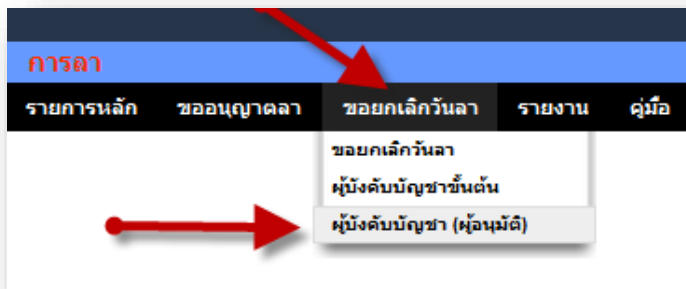 การลา
รายการหลัก ขออนุญาตลา ขอยกเลิกวันลา รายงาน คู่มือ
ขอยกเลิกวันลา
ผู้บังคับบัญชาขั้นต้น
ผู้บังคับบัญชา (ผู้อนุมัติ)